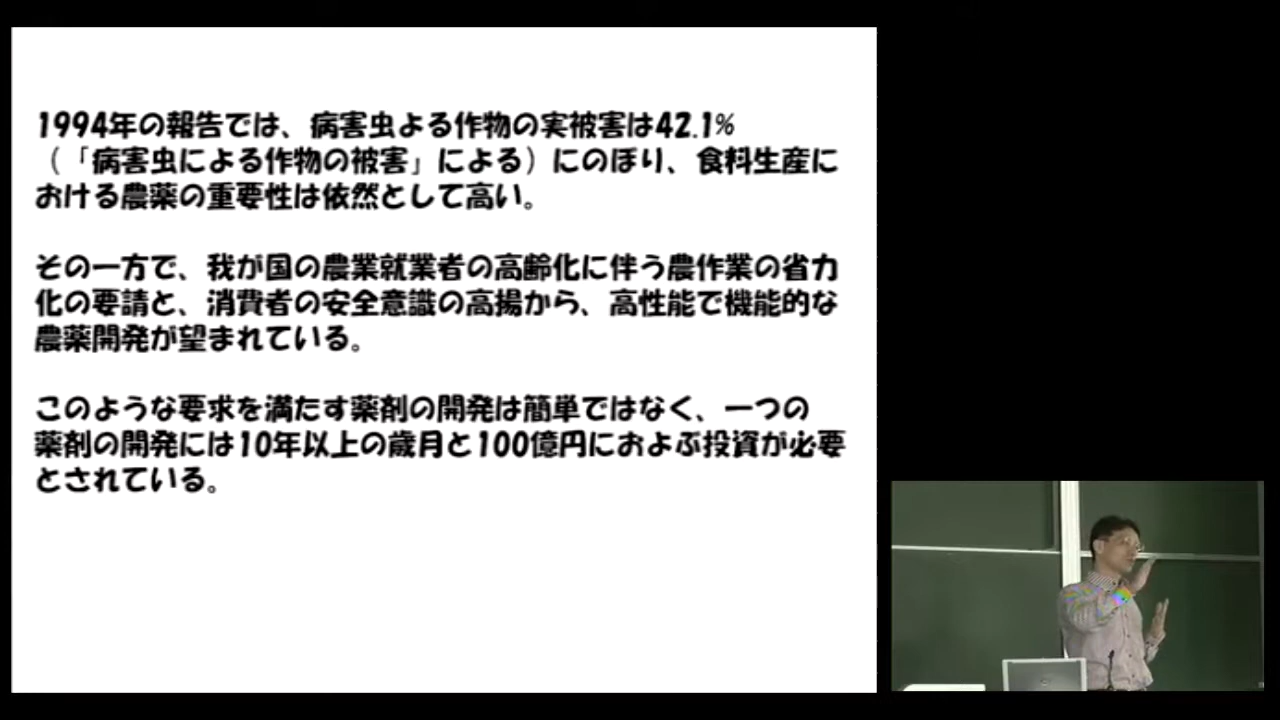 1994年の報告では、病害虫よる作物の実被害は42.1%
（「病害虫による作物の被害」による）にのぼり、食料生産に
おける農薬の重要性は依然として高い。
その一方で、我が国の農業就業者の高齢化に伴う農作業の省力
化の要請と、消費者の安全意識の高揚から、高性能で機能的な
農薬開発が望まれている。
このような要求を満たす薬剤の開発は簡単ではなく、一つの
薬剤の開発には10年以上の歳月と100億円におよぶ投資が必要
とされている。